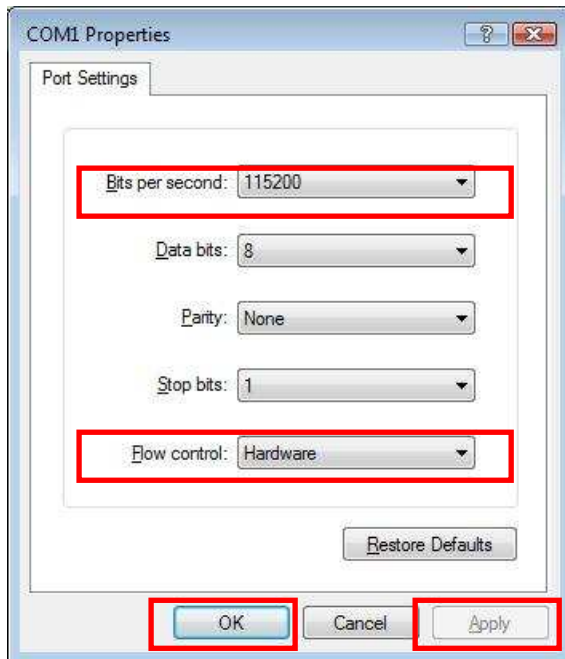 COM1 Properties
Port Settings
Bits per second: 115200
Data bits: 8
Parity: None
Stop bits: 1
Flow control: Hardware
Restore Defaults
OK Cancel Apply